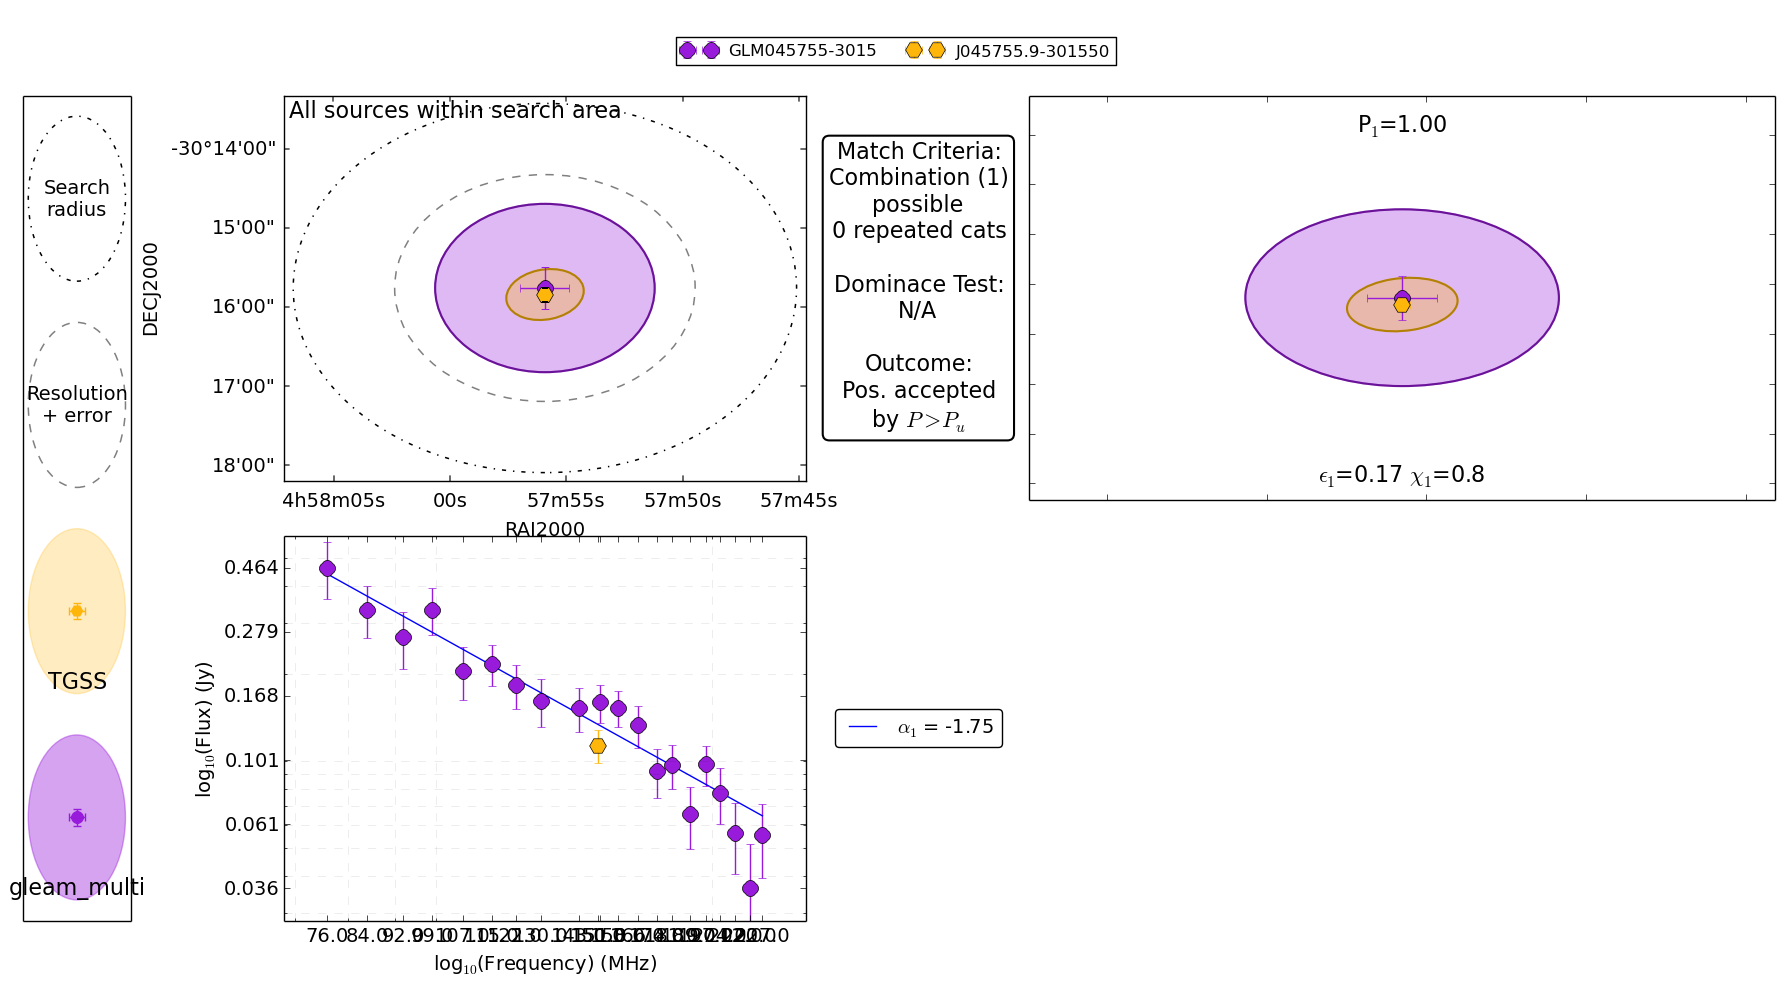 GLM045755-3015
J045755.9-301550
Search
radius
Resolution
+ error
TGSS
gleam_multi
All sources within search area
DECJ2000
-30°14'00"
15'00"
16'00"
17'00"
18'00"
4h58m05s
00s
57m55s
57m50s
57m45s
RAJ2000
Match Criteria:
Combination (1)
possible
0 repeated cats
Dominace Test:
N/A
Outcome:
Pos. accepted
by P>Pᵤ
P₁=1.00
ϵ₁=0.17 χ₁=0.8
log₁₀(Flux) (Jy)
0.464
0.279
0.168
0.101
0.061
0.036
76.0
84.0
92.0
log₁₀(Frequency) (MHz)
α₁ = -1.75